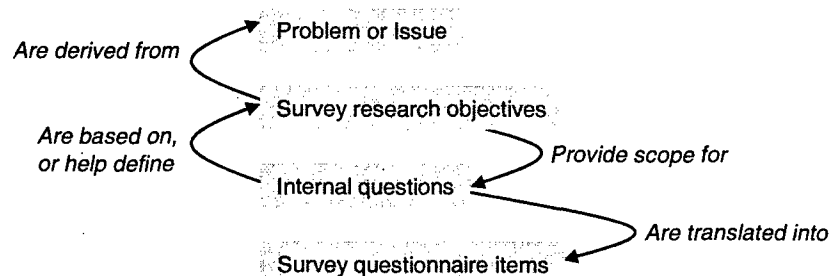 Problem or Issue
Are derived from
Survey research objectives
Are based on,
or help define
Provide scope for
Internal questions
Are translated into
Survey questionnaire items